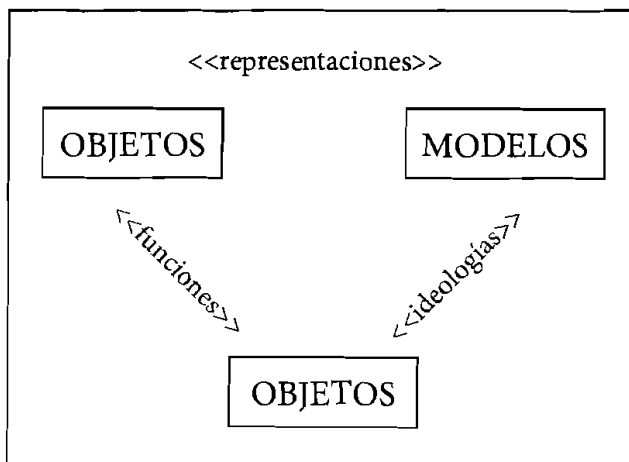 <<representaciones>>
OBJETOS
MODELOS
<<funciones>>
<<ideologías>>
OBJETOS